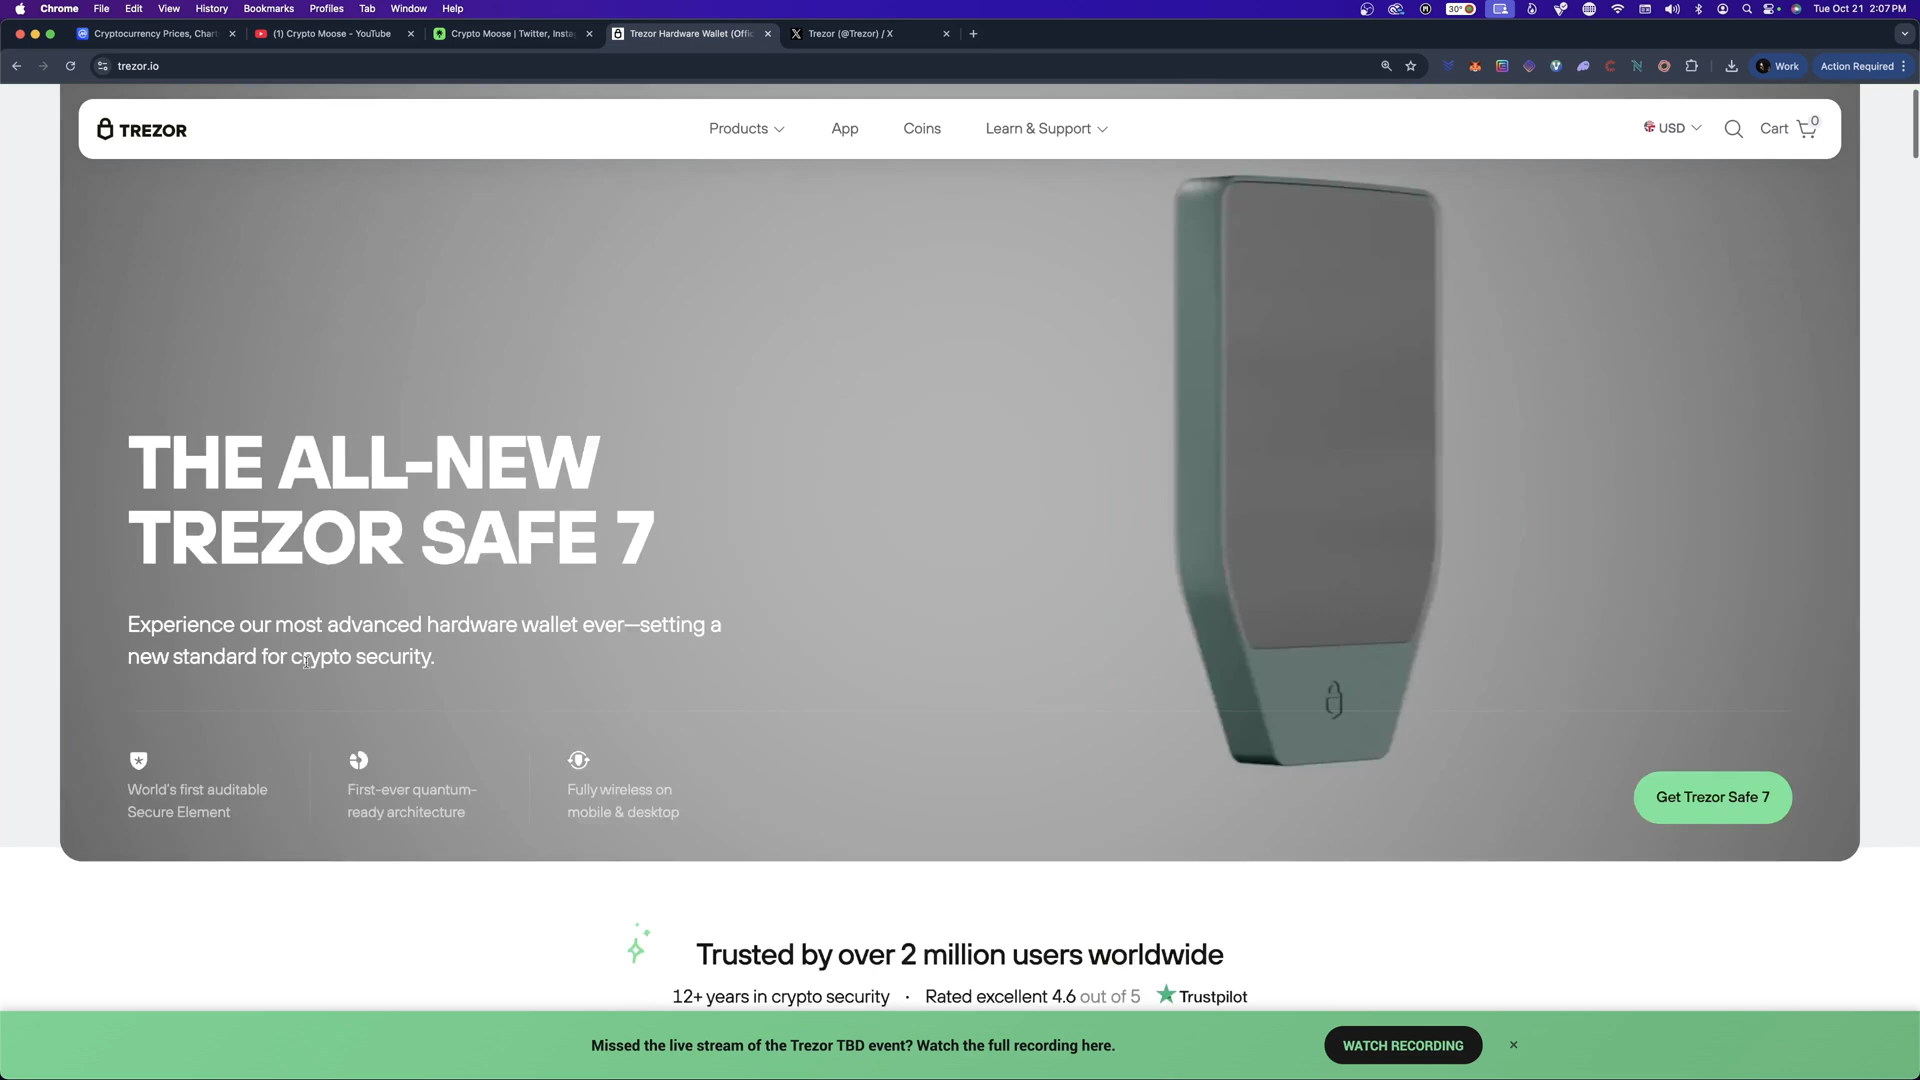 Chrome File Edit View History Bookmarks Profiles Tab Window Help
30°
Tue Oct 21 2:07 PM
Cryptocurrency Prices, Chart
(1) Crypto Moose - YouTube
Crypto Moose | Twitter, Insta
Trezor Hardware Wallet (Offic
Trezor (@Trezor) / X
trezor.io
Work
Action Required
TREZOR
Products
App
Coins
Learn & Support
USD
Cart
0
THE ALL-NEW
TREZOR SAFE 7
Experience our most advanced hardware wallet ever—setting a
new standard for crypto security.
World's first auditable
Secure Element
First-ever quantum-
ready architecture
Fully wireless on
mobile & desktop
Get Trezor Safe 7
Trusted by over 2 million users worldwide
12+ years in crypto security · Rated excellent 4.6 out of 5 Trustpilot
Missed the live stream of the Trezor TBD event? Watch the full recording here.
WATCH RECORDING